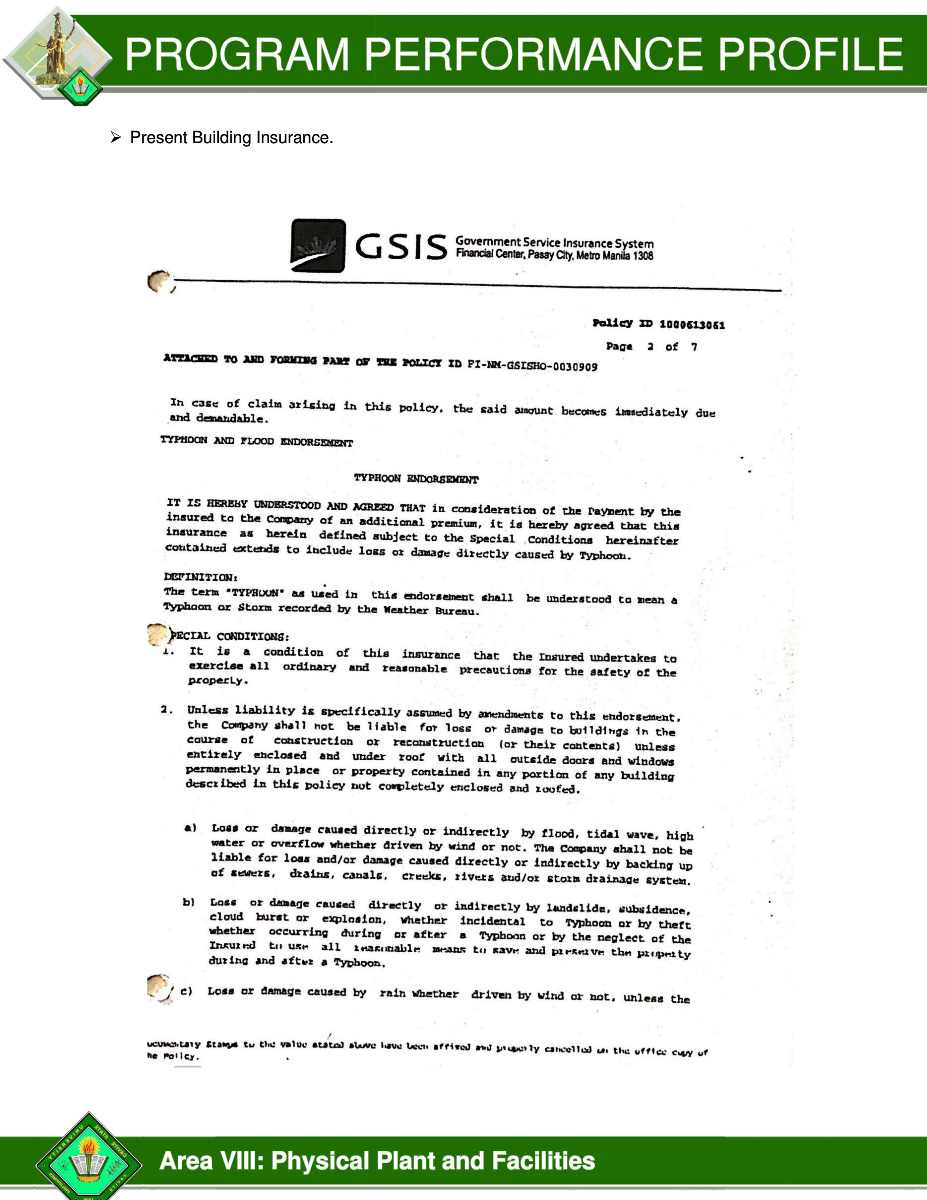 PROGRAM PERFORMANCE PROFILE
➢ Present Building Insurance.
GSIS Government Service Insurance System
Financial Center, Pasay City, Metro Manila 1308
Policy ID 1000613061
Page 2 of 7
ATTACHED TO AND FORMING PART OF THE POLICY ID FI-NM-GSISHO-0030909
In case of claim arising in this policy, the said amount becomes immediately due
and demandable.
TYPHOON AND FLOOD ENDORSEMENT
TYPHOON ENDORSEMENT
IT IS HEREBY UNDERSTOOD AND AGREED THAT in consideration of the Payment by the
insured to the Company of an additional premium, it is hereby agreed that this
insurance as herein defined subject to the Special Conditions hereinafter
contained extends to include loss or damage directly caused by Typhoon.
DEFINITION:
The term "TYPHOON" as used in this endorsement shall be understood to mean a
Typhoon or Storm recorded by the Weather Bureau.
PECIAL CONDITIONS:
1. It is a condition of this insurance that the Insured undertakes to
exercise all ordinary and reasonable precautions for the safety of the
property.
2. Unless liability is specifically assumed by amendments to this endorsement,
the Company shall not be liable for loss or damage to buildings in the
course of construction or reconstruction (or their contents) unless
entirely enclosed and under roof with all outside doors and windows
permanently in place or property contained in any portion of any building
described in this policy not completely enclosed and roofed.
a) Loss or damage caused directly or indirectly by flood, tidal wave, high
water or overflow whether driven by wind or not. The Company shall not be
liable for loss and/or damage caused directly or indirectly by backing up
of sewers, drains, canals, creeks, rivers and/or storm drainage system.
b) Loss or damage caused directly or indirectly by landslide, subsidence,
cloud burst or explosion, whether incidental to Typhoon or by theft
whether occurring during or after a Typhoon or by the neglect of the
Insured to use all reasonable means to save and preserve the property
during and after a Typhoon.
c) Loss or damage caused by rain whether driven by wind or not, unless the
ocumentary Stamps to the value stated above have been affixed and properly cancelled on the office copy of
he Policy.
Area VIII: Physical Plant and Facilities